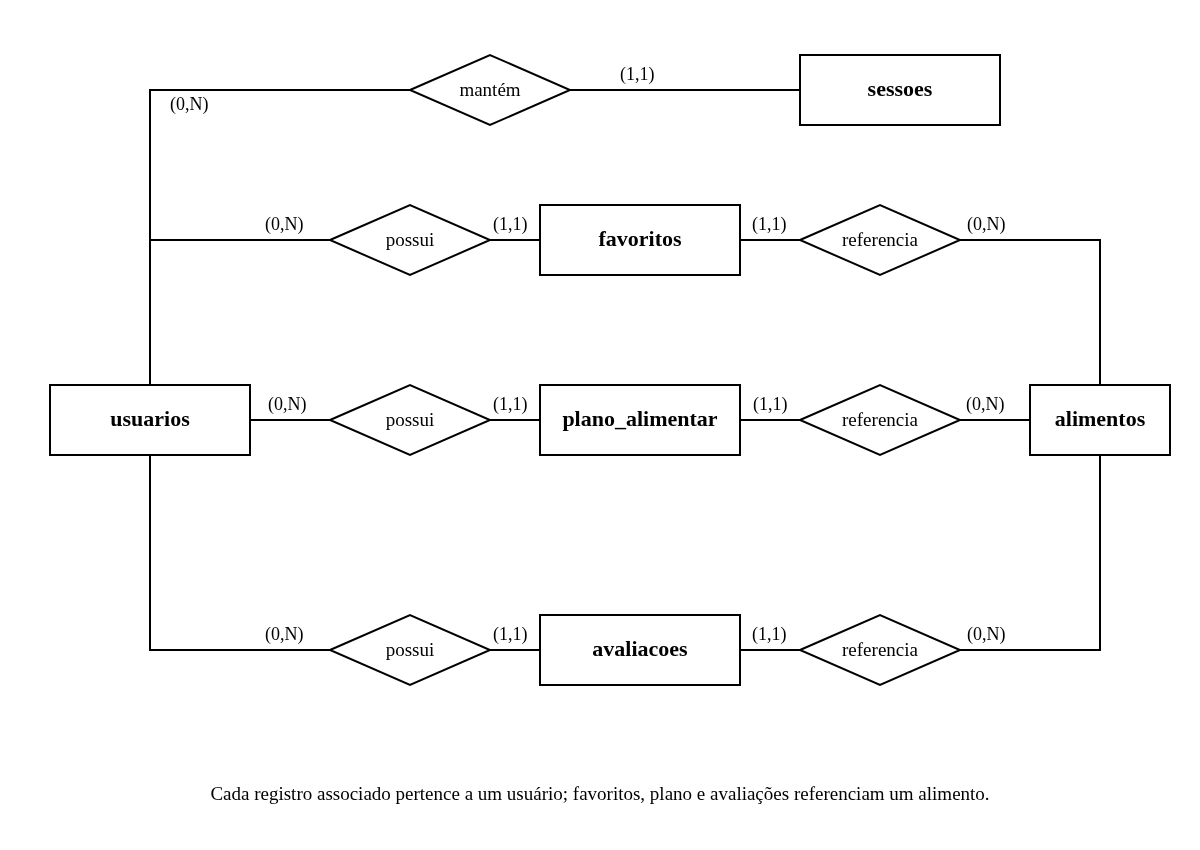 mantém
(1,1)
sessoes
(0,N)
(0,N)
possui
(1,1)
favoritos
(1,1)
referencia
(0,N)
usuarios
(0,N)
possui
(1,1)
plano_alimentar
(1,1)
referencia
(0,N)
alimentos
(0,N)
possui
(1,1)
avaliacoes
(1,1)
referencia
(0,N)
Cada registro associado pertence a um usuário; favoritos, plano e avaliações referenciam um alimento.